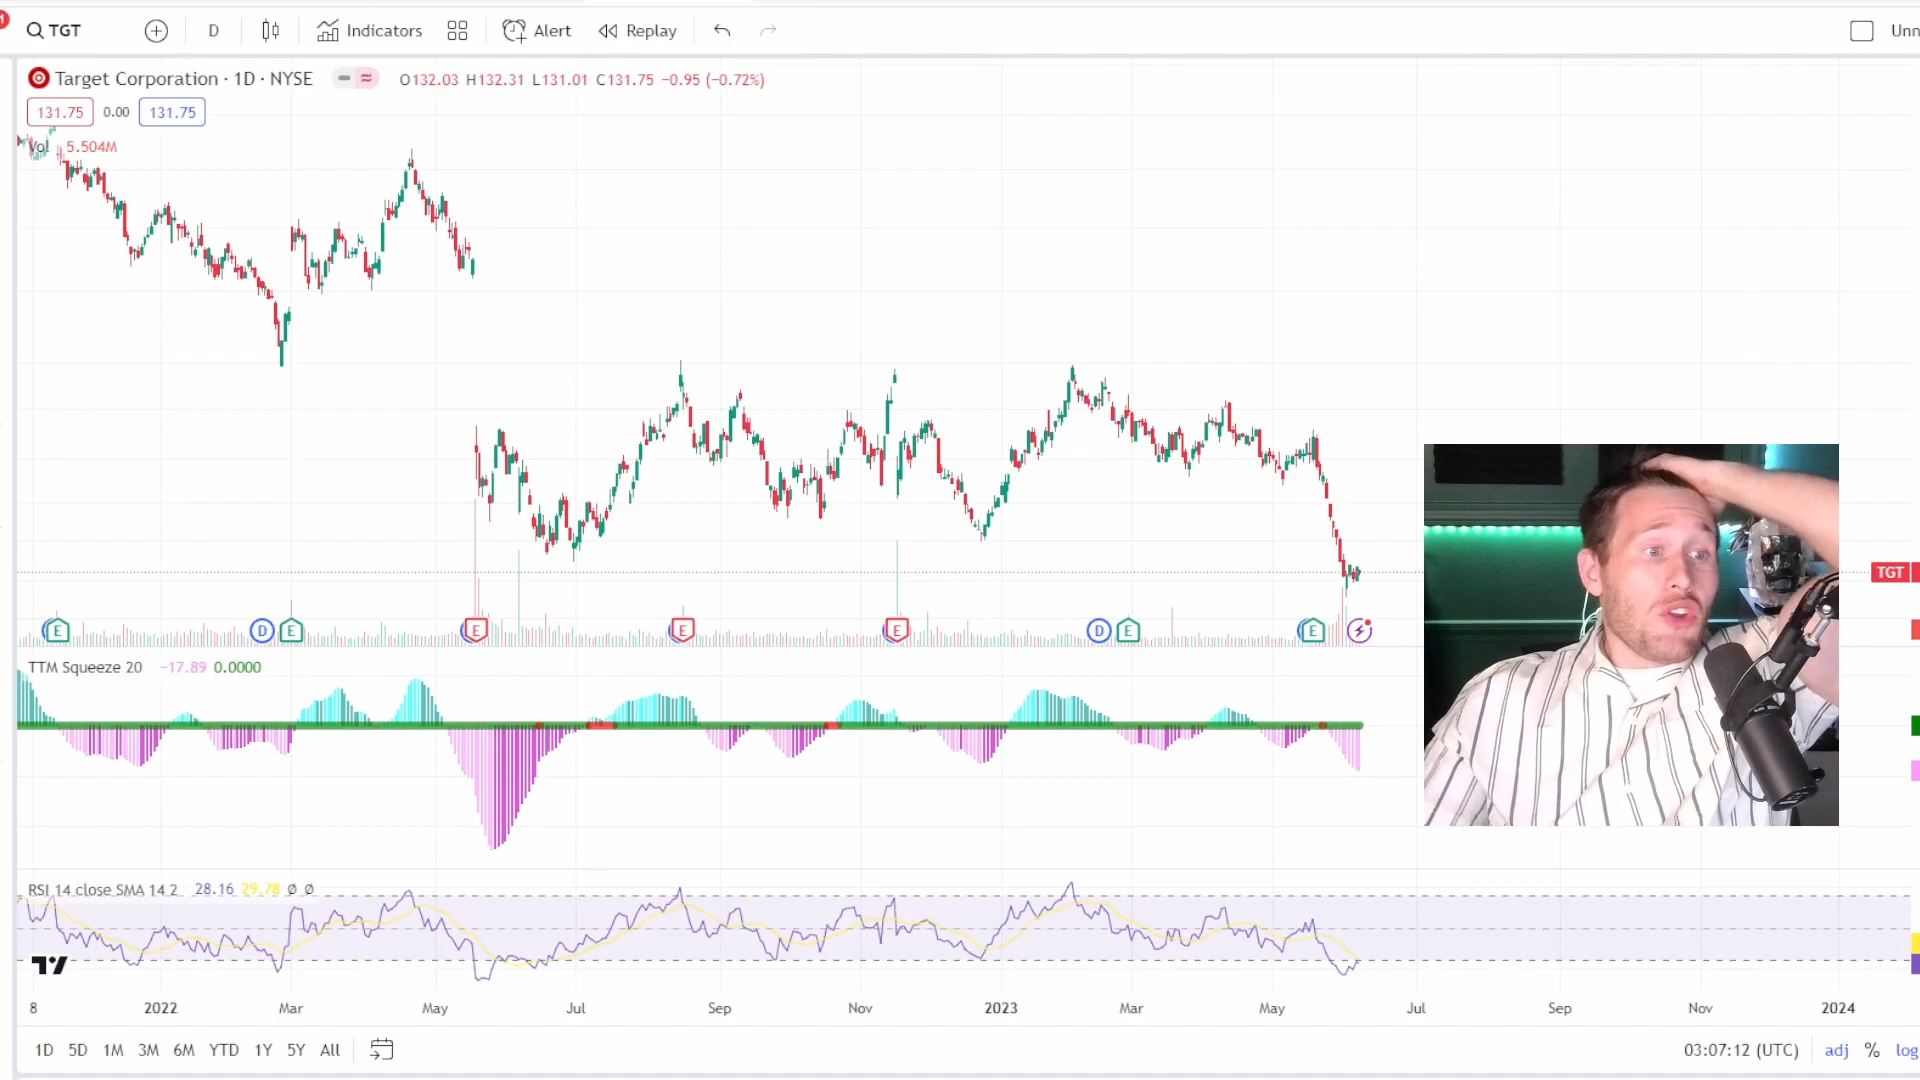 TGT D Indicators Alert Replay Unn
Target Corporation · 1D · NYSE O132.03 H132.31 L131.01 C131.75 −0.95 (−0.72%)
131.75 0.00 131.75
Vol 5.504M
TGT
D E E E E D E E
E
TTM Squeeze 20 −17.89 0.0000
RSI 14 close SMA 14 2 28.16 29.78 Ø Ø
8 2022 Mar May Jul Sep Nov 2023 Mar May Jul Sep Nov 2024
1D 5D 1M 3M 6M YTD 1Y 5Y All 03:07:12 (UTC) adj % log